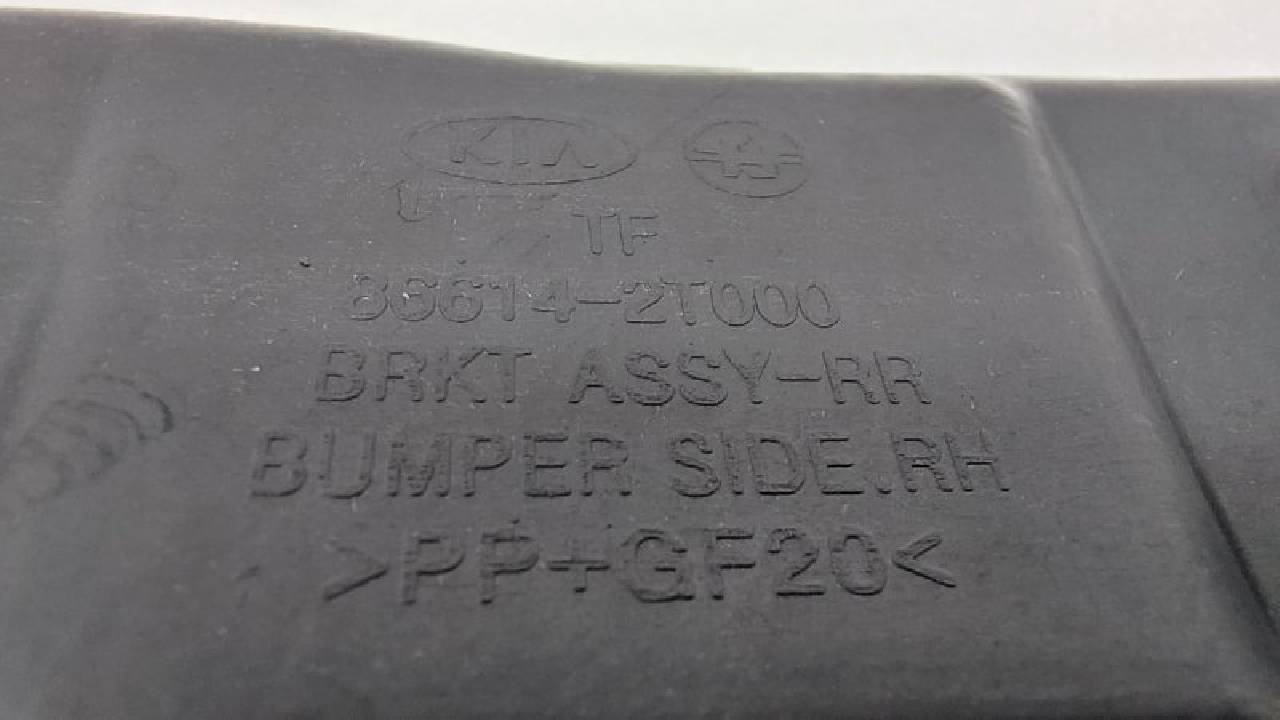 KIA
TF
86614-2T000
BRKT ASSY-RR
BUMPER SIDE.RH
>PP+GF20<